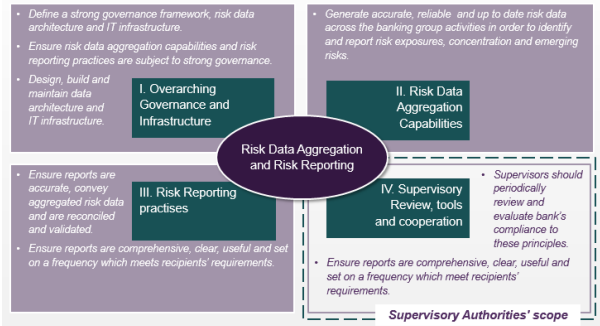 • Define a strong governance framework, risk data
architecture and IT infrastructure.
• Ensure risk data aggregation capabilities and risk
reporting practices are subject to strong governance.
• Design, build and
maintain data
architecture and
IT infrastructure.
I. Overarching
Governance and
Infrastructure
• Generate accurate, reliable and up to date risk data
across the banking group activities in order to identify
and report risk exposures, concentration and emerging
risks.
II. Risk Data
Aggregation
Capabilities
Risk Data Aggregation
and Risk Reporting
• Ensure reports are
accurate, convey
aggregated risk data
and are reconciled
and validated.
III. Risk Reporting
practises
• Ensure reports are comprehensive, clear, useful and set
on a frequency which meets recipients' requirements.
IV. Supervisory
Review, tools
and cooperation
• Supervisors should
periodically
review and
evaluate bank's
compliance to
these principles.
• Ensure reports are comprehensive, clear, useful and
set on a frequency which meet recipients'
requirements.
Supervisory Authorities' scope